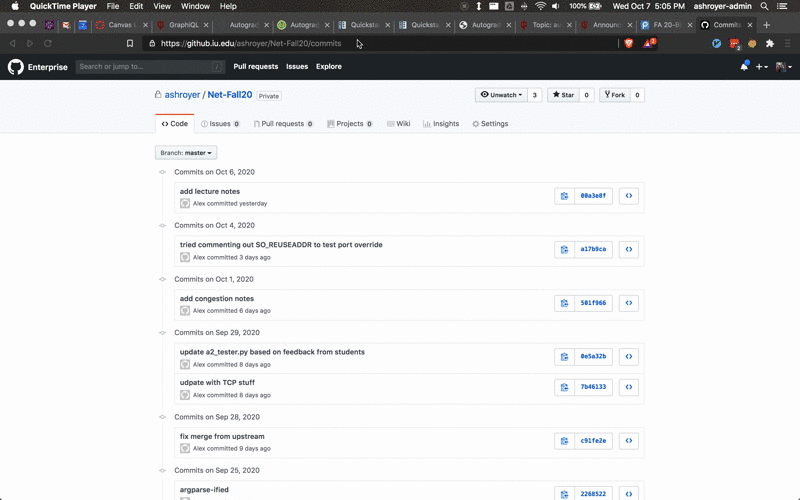 QuickTime Player File Edit View Window Help 100% Wed Oct 7 5:05 PM ashroyer-admin
Canvas L GraphiQL Autograd Autograd Quicksta Quicksta Autograd Topic: au Announc FA 20-BL Commits
https://github.iu.edu/ashroyer/Net-Fall20/commits
Enterprise Search or jump to... / Pull requests Issues Explore
ashroyer / Net-Fall20 Private Unwatch 3 Star 0 Fork 0
Code Issues 0 Pull requests 0 Projects 0 Wiki Insights Settings
Branch: master
Commits on Oct 6, 2020
add lecture notes
Alex committed yesterday
00a3e8f
Commits on Oct 4, 2020
tried commenting out SO_REUSEADDR to test port override
Alex committed 3 days ago
a17b9ca
Commits on Oct 1, 2020
add congestion notes
Alex committed 6 days ago
501f966
Commits on Sep 29, 2020
update a2_tester.py based on feedback from students
Alex committed 8 days ago
0e5a32b
udpate with TCP stuff
Alex committed 8 days ago
7b46133
Commits on Sep 28, 2020
fix merge from upstream
Alex committed 9 days ago
c91fe2e
Commits on Sep 25, 2020
argparse-ified
2268522